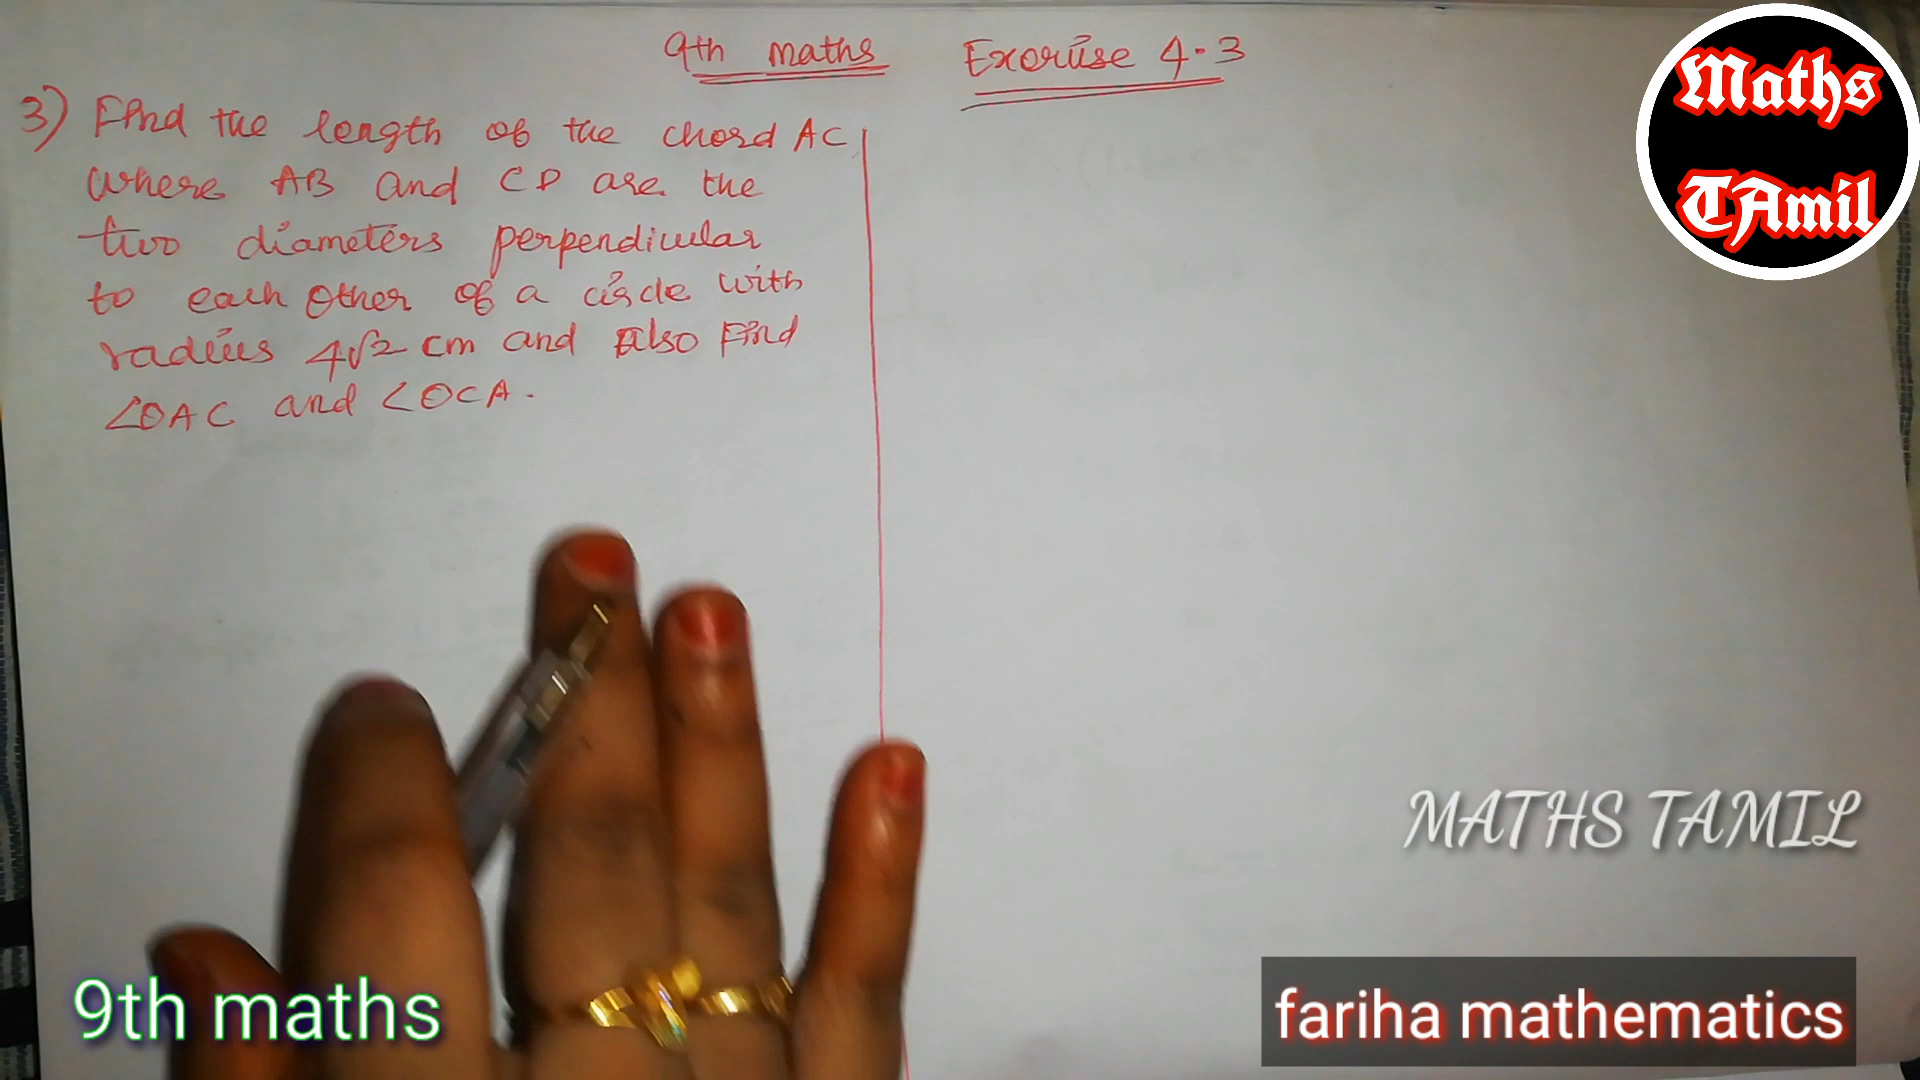 9th maths Exercise 4.3
3) Find the length of the chord AC
where AB and CD are the
two diameters perpendicular
to each other of a circle with
radius 4√2 cm and also find
∠OAC and ∠OCA.
Maths
TAmil
MATHS TAMIL
9th maths
fariha mathematics